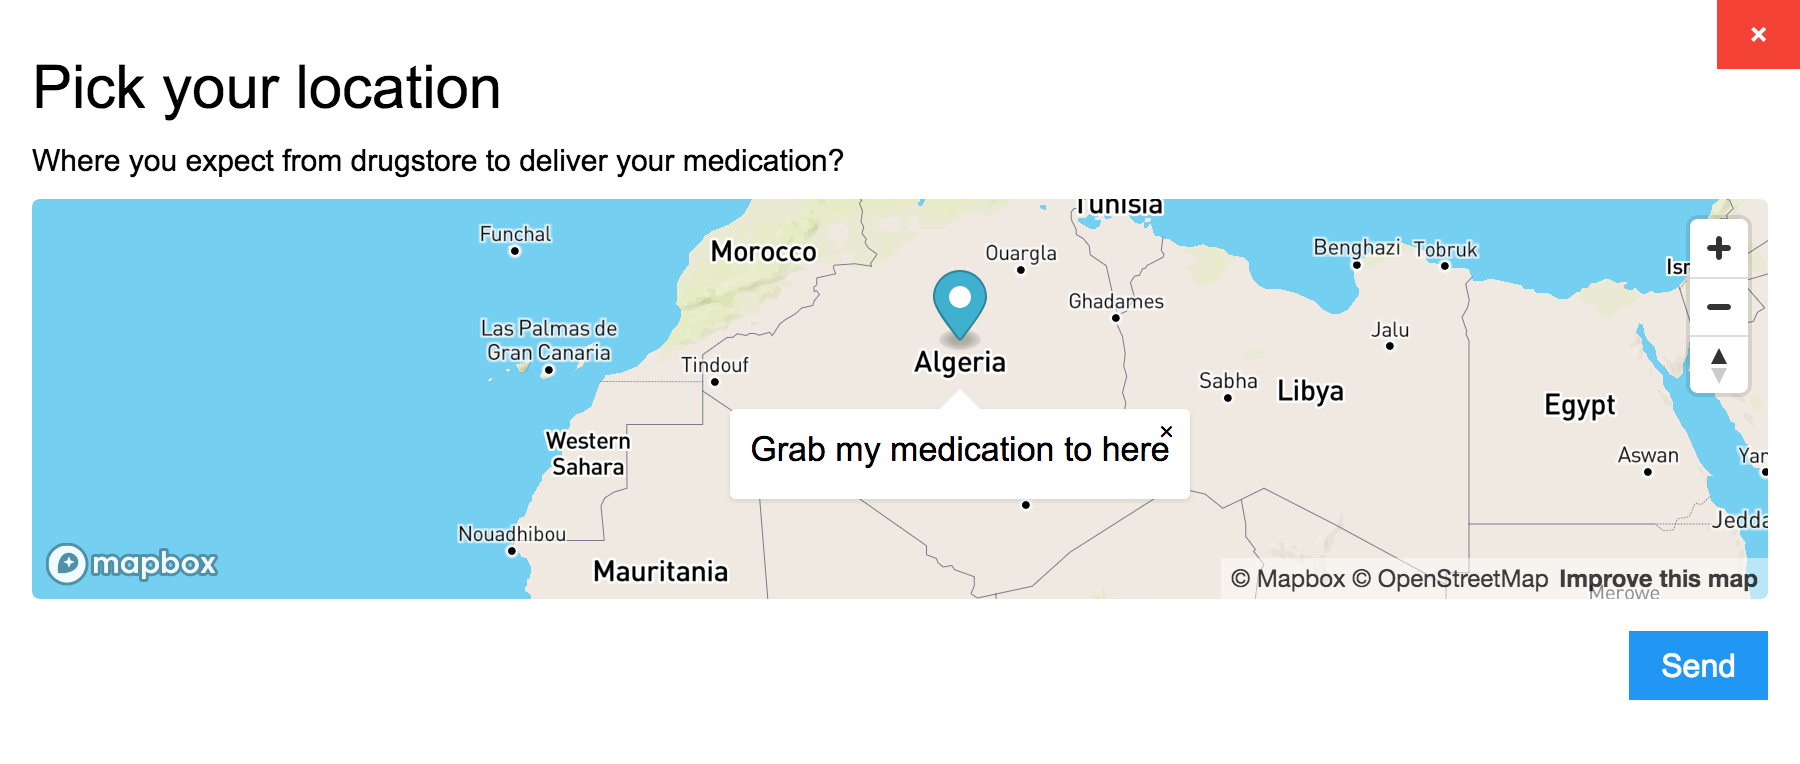 ×
Pick your location
Where you expect from drugstore to deliver your medication?
Tunisia
Funchal
Morocco
Ouargla
Benghazi
Tobruk
Isr
Ghadames
Las Palmas de
Gran Canaria
Jalu
Tindouf
Algeria
Sabha
Libya
Egypt
Western
Sahara
Grab my medication to here
×
Aswan
Yan
Jedda
Nouadhibou
mapbox
Mauritania
© Mapbox © OpenStreetMap Improve this map
Merowe
Send